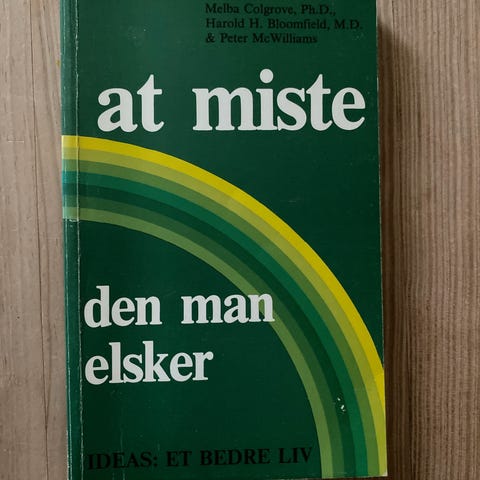 Melba Colgrove, Ph.D.,
Harold H. Bloomfield, M.D.
& Peter McWilliams
at miste
den man
elsker
IDEAS: ET BEDRE LIV